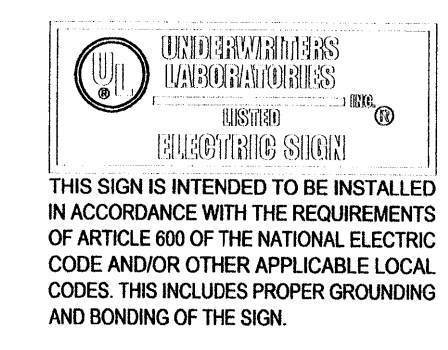 UL
®
UNDERWRITERS
LABORATORIES
INC. ®
LISTED
ELECTRIC SIGN
THIS SIGN IS INTENDED TO BE INSTALLED
IN ACCORDANCE WITH THE REQUIREMENTS
OF ARTICLE 600 OF THE NATIONAL ELECTRIC
CODE AND/OR OTHER APPLICABLE LOCAL
CODES. THIS INCLUDES PROPER GROUNDING
AND BONDING OF THE SIGN.